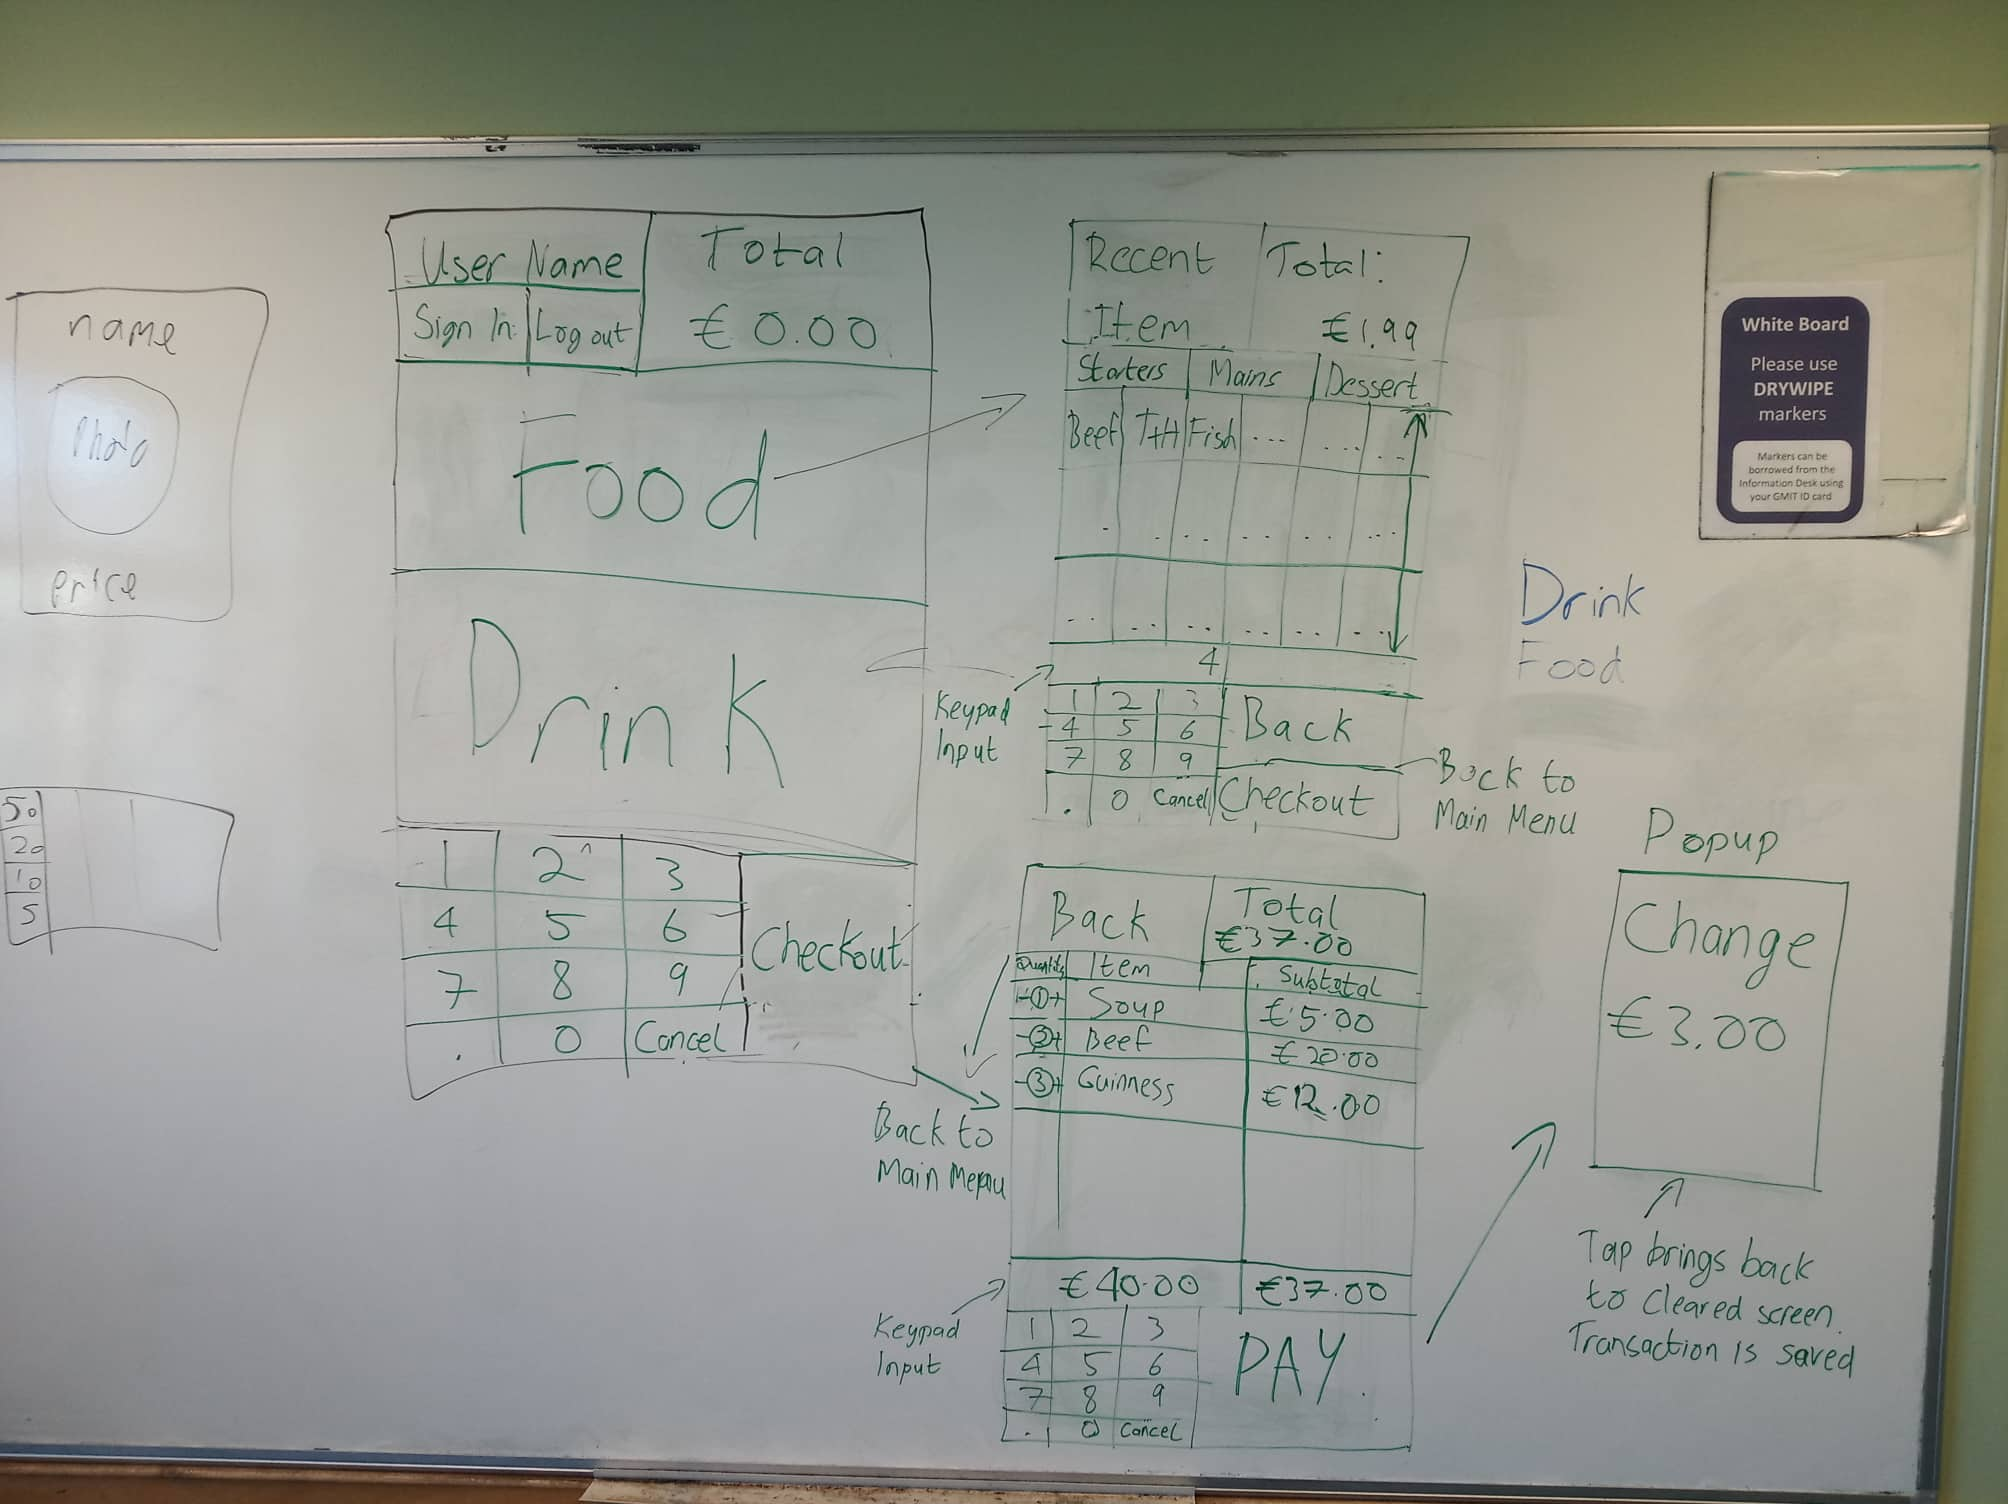 name
Photo
price
50
20
10
5
User Name
Sign In
Log out
Total
€0.00
Food
Drink
1 2 3
4 5 6
7 8 9
. 0 Cancel
Checkout
Recent
Item
Total:
€1.99
Starters Mains Dessert
Beef T+H Fish ... ... ...
. . .. .. .. ...
.. .. .. .. .. ...
4
Keypad
Input
1 2 3
4 5 6
7 8 9
. 0 Cancel
Back
Checkout
Back to
Main Menu
Back
Total
€37.00
Quantity Item Subtotal
-1+ Soup €5.00
-2+ Beef €20.00
-3+ Guinness €12.00
Back to
Main Menu
€40.00 €37.00
Keypad
Input
1 2 3
4 5 6
7 8 9
. 0 Cancel
PAY
Popup
Change
€3.00
Tap brings back
to Cleared screen.
Transaction is saved
Drink
Food
White Board
Please use
DRYWIPE
markers
Markers can be
borrowed from the
Information Desk using
your GMIT ID card